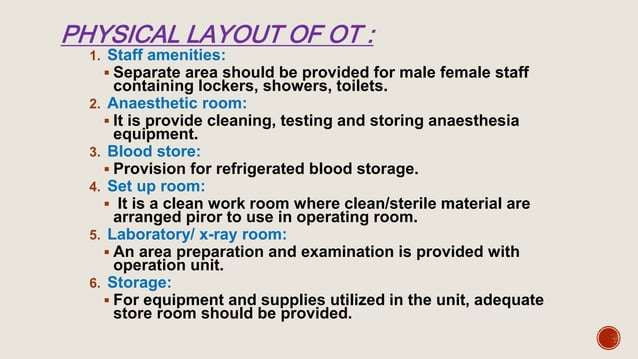 PHYSICAL LAYOUT OF OT :
1. Staff amenities:
▪ Separate area should be provided for male female staff
containing lockers, showers, toilets.
2. Anaesthetic room:
▪ It is provide cleaning, testing and storing anaesthesia
equipment.
3. Blood store:
▪ Provision for refrigerated blood storage.
4. Set up room:
▪ It is a clean work room where clean/sterile material are
arranged piror to use in operating room.
5. Laboratory/ x-ray room:
▪ An area preparation and examination is provided with
operation unit.
6. Storage:
▪ For equipment and supplies utilized in the unit, adequate
store room should be provided.